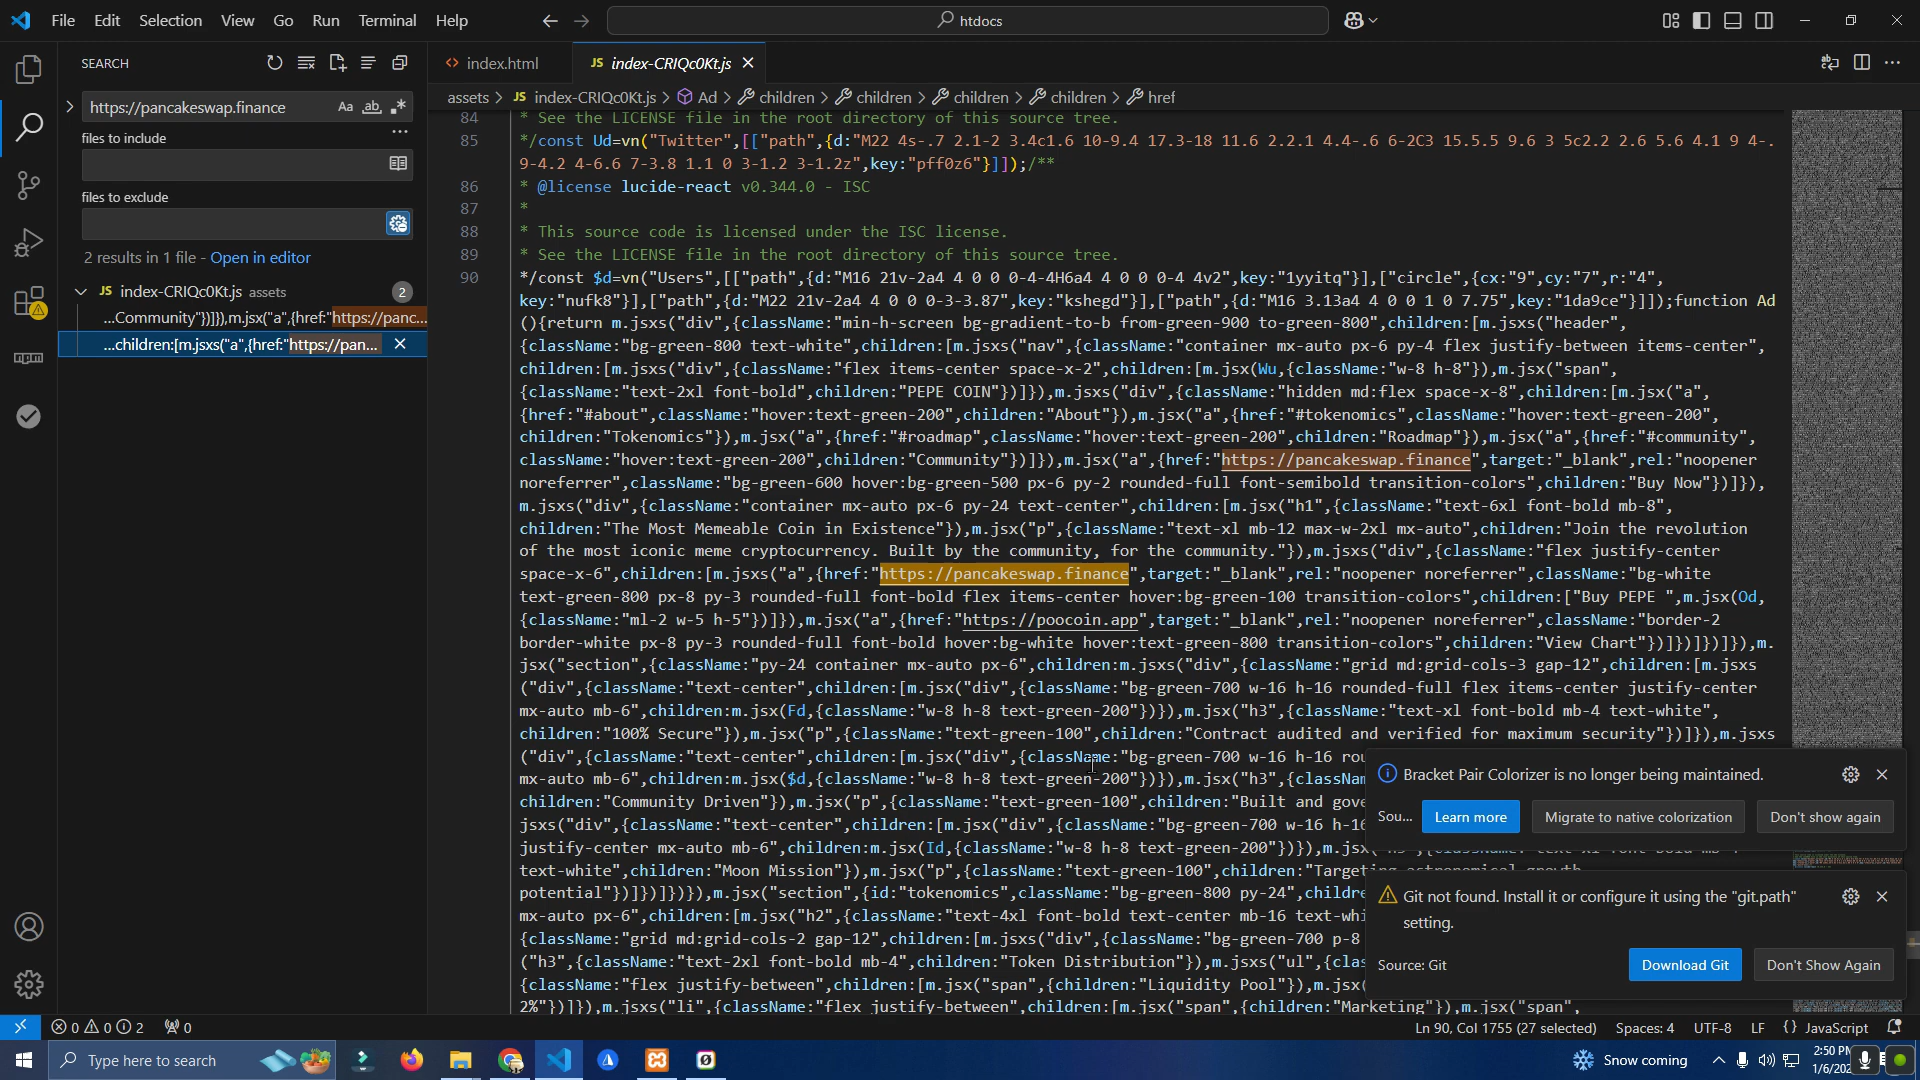 File Edit Selection View Go Run Terminal Help
htdocs
SEARCH
https://pancakeswap.finance
Aa ab
files to include
files to exclude
2 results in 1 file - Open in editor
JS index-CRIQc0Kt.js assets 2
...Community"})]}),m.jsx("a",{href:"https://panc...
...children:[m.jsxs("a",{href:"https://pan...
index.html
JS index-CRIQc0Kt.js
assets > JS index-CRIQc0Kt.js > Ad > children > children > children > children > href
84 * See the LICENSE file in the root directory of this source tree.
85 */const Ud=vn("Twitter",[["path",{d:"M22 4s-.7 2.1-2 3.4c1.6 10-9.4 17.3-18 11.6 2.2.1 4.4-.6 6-2C3 15.5.5 9.6 3 5c2.2 2.6 5.6 4.1 9 4-.
9-4.2 4-6.6 7-3.8 1.1 0 3-1.2 3-1.2z",key:"pff0z6"}]]);/**
86 * @license lucide-react v0.344.0 - ISC
87 *
88 * This source code is licensed under the ISC license.
89 * See the LICENSE file in the root directory of this source tree.
90 */const $d=vn("Users",[["path",{d:"M16 21v-2a4 4 0 0 0-4-4H6a4 4 0 0 0-4 4v2",key:"1yyitq"}],["circle",{cx:"9",cy:"7",r:"4",
key:"nufk8"}],["path",{d:"M22 21v-2a4 4 0 0 0-3-3.87",key:"kshegd"}],["path",{d:"M16 3.13a4 4 0 0 1 0 7.75",key:"1da9ce"}]]);function Ad
(){return m.jsxs("div",{className:"min-h-screen bg-gradient-to-b from-green-900 to-green-800",children:[m.jsxs("header",
{className:"bg-green-800 text-white",children:[m.jsxs("nav",{className:"container mx-auto px-6 py-4 flex justify-between items-center",
children:[m.jsxs("div",{className:"flex items-center space-x-2",children:[m.jsx(Wu,{className:"w-8 h-8"}),m.jsx("span",
{className:"text-2xl font-bold",children:"PEPE COIN"})]}),m.jsxs("div",{className:"hidden md:flex space-x-8",children:[m.jsx("a",
{href:"#about",className:"hover:text-green-200",children:"About"}),m.jsx("a",{href:"#tokenomics",className:"hover:text-green-200",
children:"Tokenomics"}),m.jsx("a",{href:"#roadmap",className:"hover:text-green-200",children:"Roadmap"}),m.jsx("a",{href:"#community",
className:"hover:text-green-200",children:"Community"})]}),m.jsx("a",{href:"https://pancakeswap.finance",target:"_blank",rel:"noopener
noreferrer",className:"bg-green-600 hover:bg-green-500 px-6 py-2 rounded-full font-semibold transition-colors",children:"Buy Now"})]}),
m.jsxs("div",{className:"container mx-auto px-6 py-24 text-center",children:[m.jsx("h1",{className:"text-6xl font-bold mb-8",
children:"The Most Memeable Coin in Existence"}),m.jsx("p",{className:"text-xl mb-12 max-w-2xl mx-auto",children:"Join the revolution
of the most iconic meme cryptocurrency. Built by the community, for the community."}),m.jsxs("div",{className:"flex justify-center
space-x-6",children:[m.jsxs("a",{href:"https://pancakeswap.finance",target:"_blank",rel:"noopener noreferrer",className:"bg-white
text-green-800 px-8 py-3 rounded-full font-bold flex items-center hover:bg-green-100 transition-colors",children:["Buy PEPE ",m.jsx(Od,
{className:"ml-2 w-5 h-5"})]}),m.jsx("a",{href:"https://poocoin.app",target:"_blank",rel:"noopener noreferrer",className:"border-2
border-white px-8 py-3 rounded-full font-bold hover:bg-white hover:text-green-800 transition-colors",children:"View Chart"})]})]})]}),m.
jsx("section",{className:"py-24 container mx-auto px-6",children:m.jsxs("div",{className:"grid md:grid-cols-3 gap-12",children:[m.jsxs
("div",{className:"text-center",children:[m.jsx("div",{className:"bg-green-700 w-16 h-16 rounded-full flex items-center justify-center
mx-auto mb-6",children:m.jsx(Fd,{className:"w-8 h-8 text-green-200"})}),m.jsx("h3",{className:"text-xl font-bold mb-4 text-white",
children:"100% Secure"}),m.jsx("p",{className:"text-green-100",children:"Contract audited and verified for maximum security"})]}),m.jsxs
("div",{className:"text-center",children:[m.jsx("div",{className:"bg-green-700 w-16 h-16 rou
mx-auto mb-6",children:m.jsx($d,{className:"w-8 h-8 text-green-200"})}),m.jsx("h3",{classNam
children:"Community Driven"}),m.jsx("p",{className:"text-green-100",children:"Built and gove
jsxs("div",{className:"text-center",children:[m.jsx("div",{className:"bg-green-700 w-16 h-16
justify-center mx-auto mb-6",children:m.jsx(Id,{className:"w-8 h-8 text-green-200"})}),m.jsx
text-white",children:"Moon Mission"}),m.jsx("p",{className:"text-green-100",children:"Targeting astronomical growth
potential"})]})]})}),m.jsx("section",{id:"tokenomics",className:"bg-green-800 py-24",childre
mx-auto px-6",children:[m.jsx("h2",{className:"text-4xl font-bold text-center mb-16 text-whi
{className:"grid md:grid-cols-2 gap-12",children:[m.jsxs("div",{className:"bg-green-700 p-8
("h3",{className:"text-2xl font-bold mb-4",children:"Token Distribution"}),m.jsxs("ul",{clas
{className:"flex justify-between",children:[m.jsx("span",{children:"Liquidity Pool"}),m.jsx(
2%"})]}),m.jsxs("li",{className:"flex justify-between",children:[m.jsx("span",{children:"Marketing"}),m.jsx("span",
Bracket Pair Colorizer is no longer being maintained.
Sou... Learn more Migrate to native colorization Don't show again
Git not found. Install it or configure it using the "git.path"
setting.
Source: Git Download Git Don't Show Again
0 0 2 0 Ln 90, Col 1755 (27 selected) Spaces: 4 UTF-8 LF {} JavaScript
Type here to search
Snow coming
2:50 PM
1/6/202